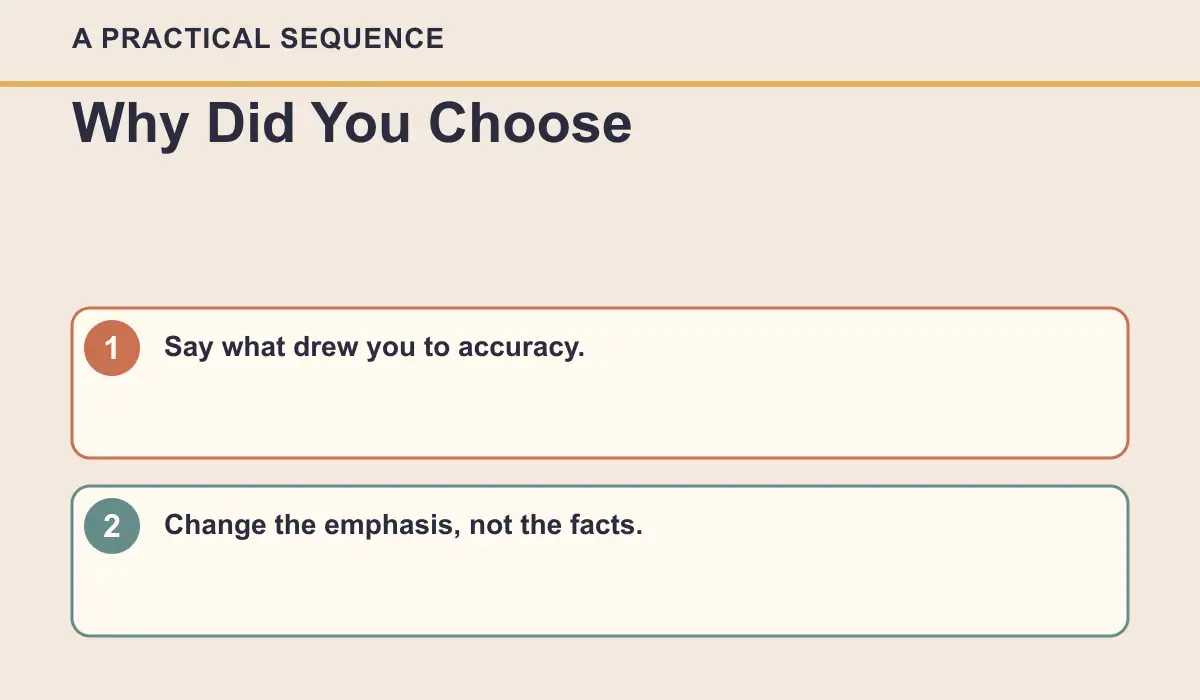 A PRACTICAL SEQUENCE
Why Did You Choose
1 Say what drew you to accuracy.
2 Change the emphasis, not the facts.